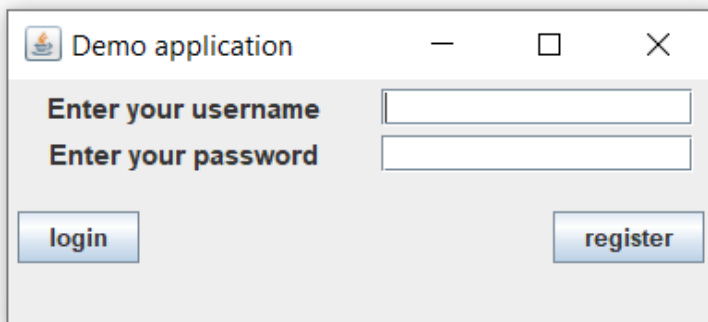 Demo application
Enter your username
Enter your password
login register